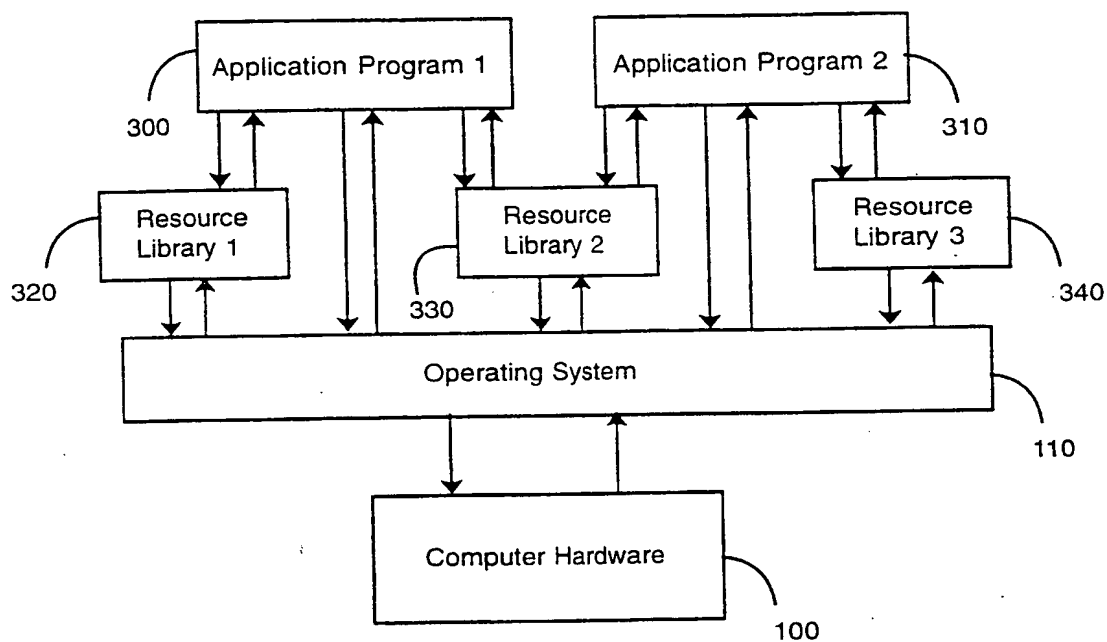 Application Program 1
Application Program 2
300
310
Resource
Library 1
Resource
Library 2
Resource
Library 3
320
330
340
Operating System
110
Computer Hardware
100